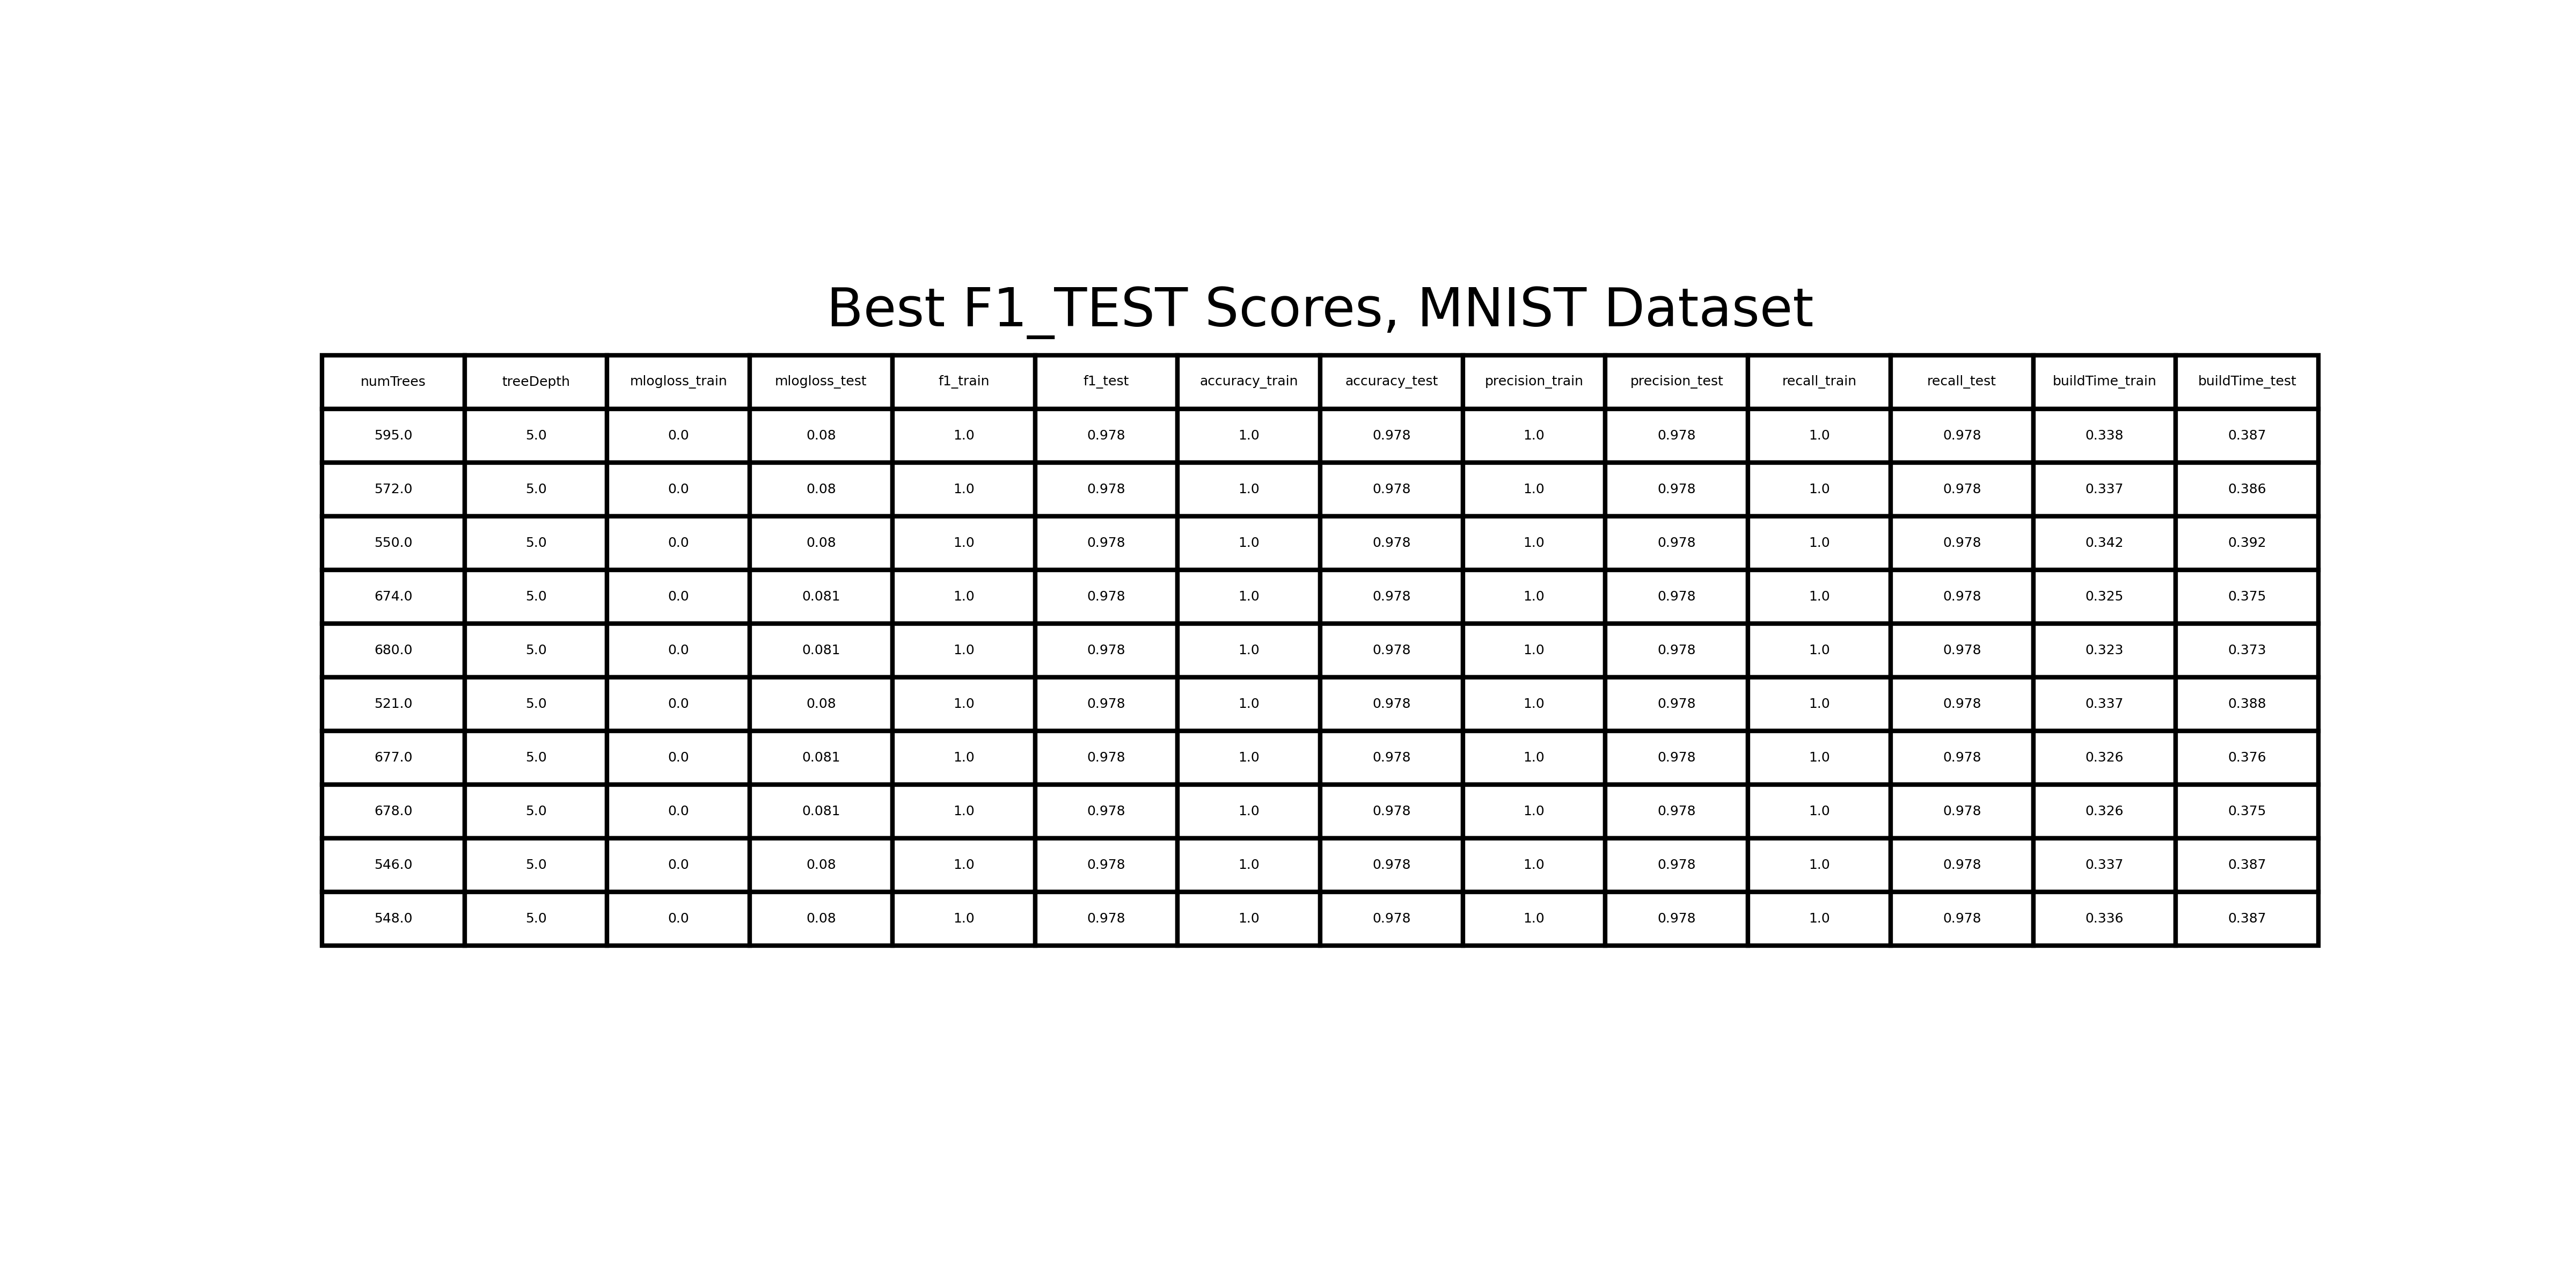 Best F1_TEST Scores, MNIST Dataset
numTrees treeDepth mlogloss_train mlogloss_test f1_train f1_test accuracy_train accuracy_test precision_train precision_test recall_train recall_test buildTime_train buildTime_test
595.0 5.0 0.0 0.08 1.0 0.978 1.0 0.978 1.0 0.978 1.0 0.978 0.338 0.387
572.0 5.0 0.0 0.08 1.0 0.978 1.0 0.978 1.0 0.978 1.0 0.978 0.337 0.386
550.0 5.0 0.0 0.08 1.0 0.978 1.0 0.978 1.0 0.978 1.0 0.978 0.342 0.392
674.0 5.0 0.0 0.081 1.0 0.978 1.0 0.978 1.0 0.978 1.0 0.978 0.325 0.375
680.0 5.0 0.0 0.081 1.0 0.978 1.0 0.978 1.0 0.978 1.0 0.978 0.323 0.373
521.0 5.0 0.0 0.08 1.0 0.978 1.0 0.978 1.0 0.978 1.0 0.978 0.337 0.388
677.0 5.0 0.0 0.081 1.0 0.978 1.0 0.978 1.0 0.978 1.0 0.978 0.326 0.376
678.0 5.0 0.0 0.081 1.0 0.978 1.0 0.978 1.0 0.978 1.0 0.978 0.326 0.375
546.0 5.0 0.0 0.08 1.0 0.978 1.0 0.978 1.0 0.978 1.0 0.978 0.337 0.387
548.0 5.0 0.0 0.08 1.0 0.978 1.0 0.978 1.0 0.978 1.0 0.978 0.336 0.387